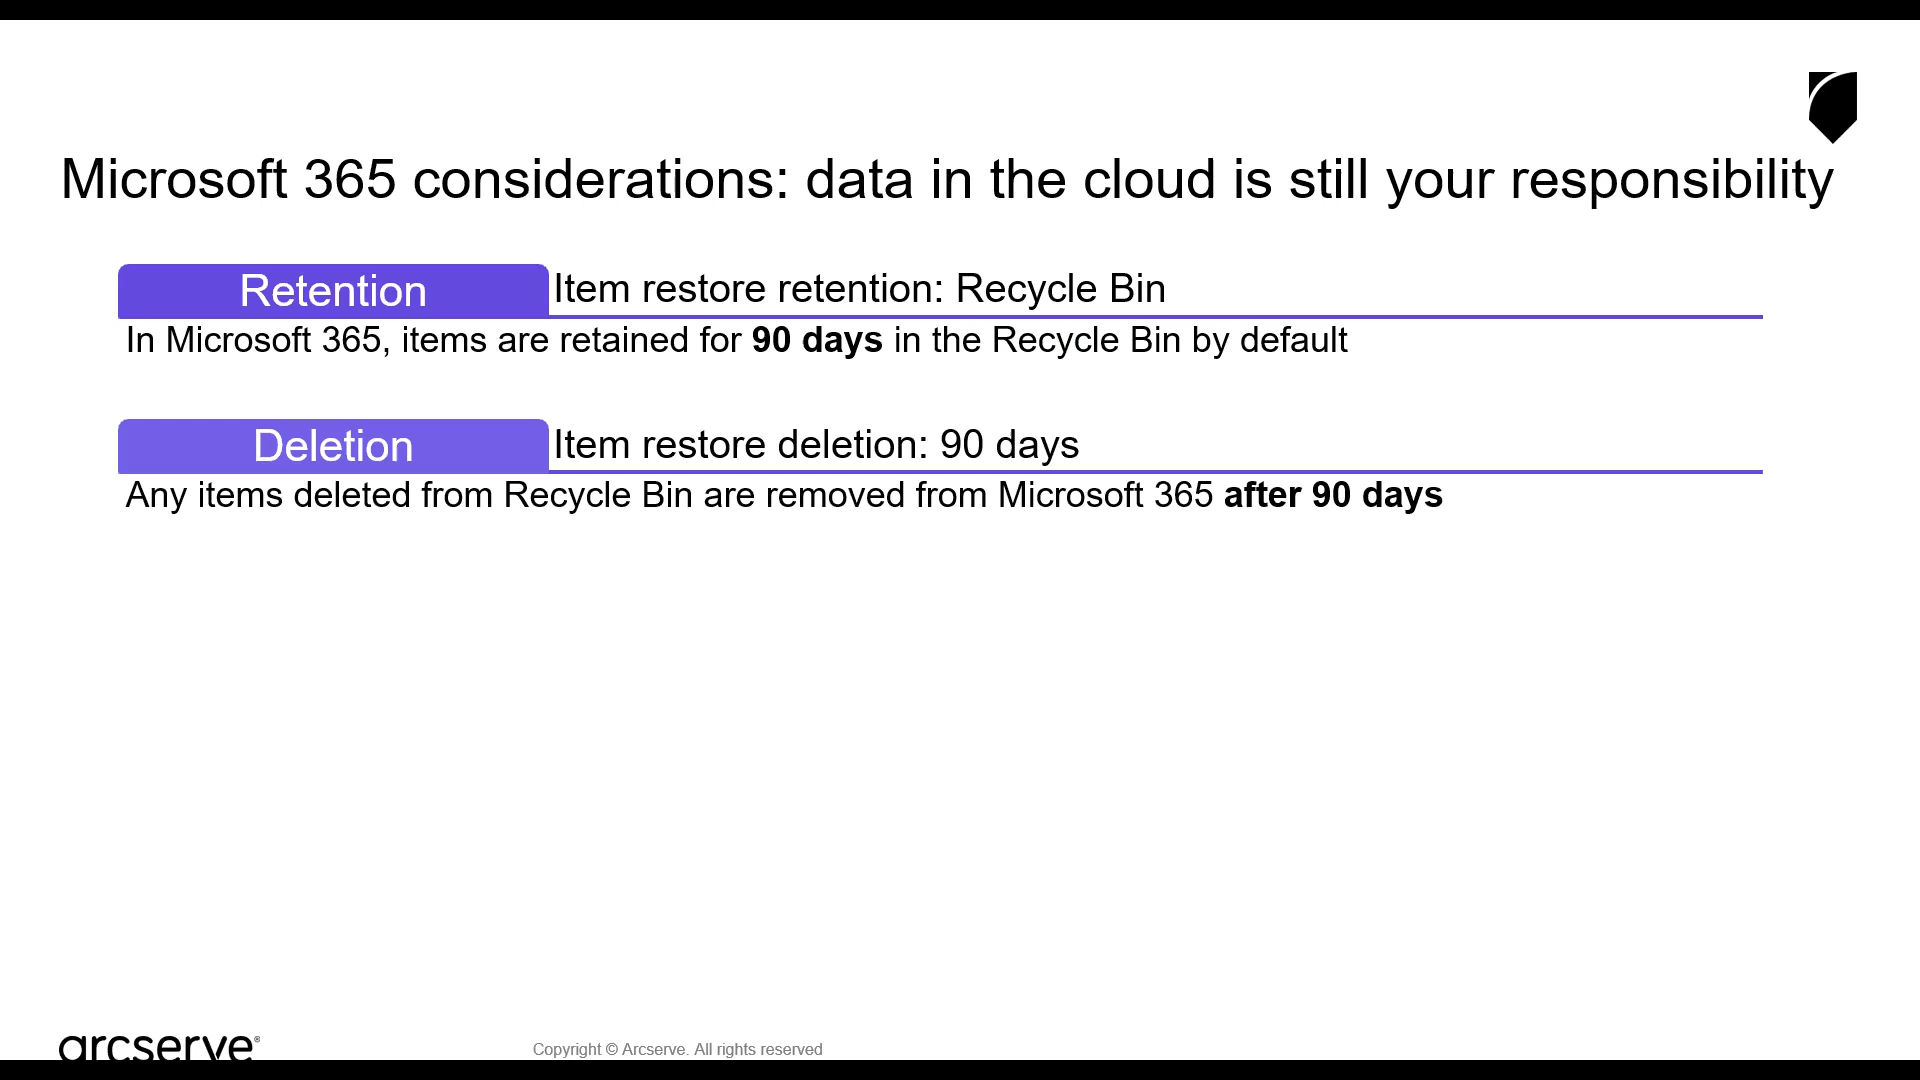 Microsoft 365 considerations: data in the cloud is still your responsibility
Retention
Item restore retention: Recycle Bin
In Microsoft 365, items are retained for 90 days in the Recycle Bin by default
Deletion
Item restore deletion: 90 days
Any items deleted from Recycle Bin are removed from Microsoft 365 after 90 days
arcserve®
Copyright © Arcserve. All rights reserved